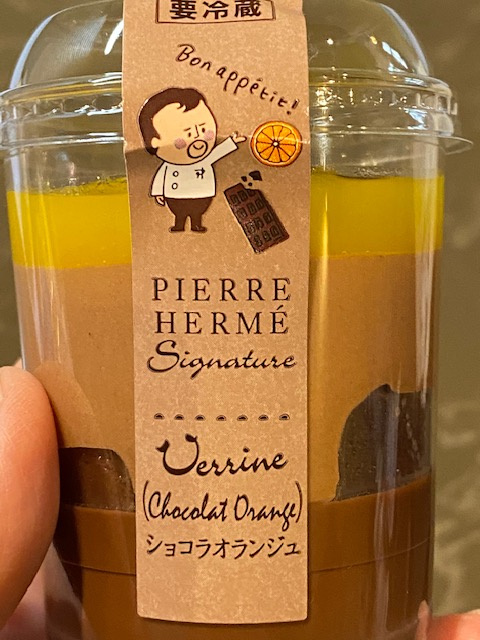 要冷蔵
Bon appétit!
PIERRE
HERMÉ
Signature
Verrine
(Chocolat Orange)
ショコラオランジュ